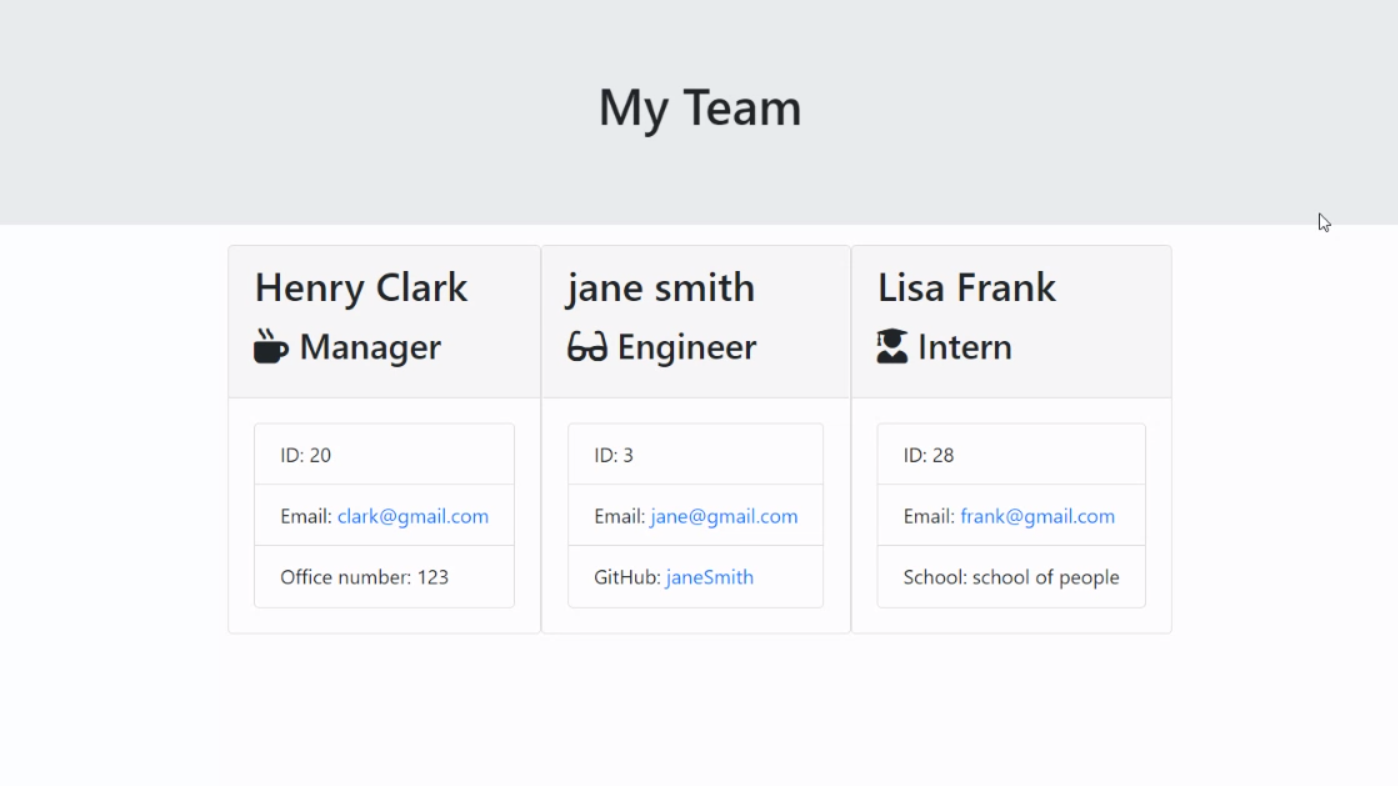 My Team
Henry Clark
Manager
ID: 20
Email: clark@gmail.com
Office number: 123
jane smith
Engineer
ID: 3
Email: jane@gmail.com
GitHub: janeSmith
Lisa Frank
Intern
ID: 28
Email: frank@gmail.com
School: school of people